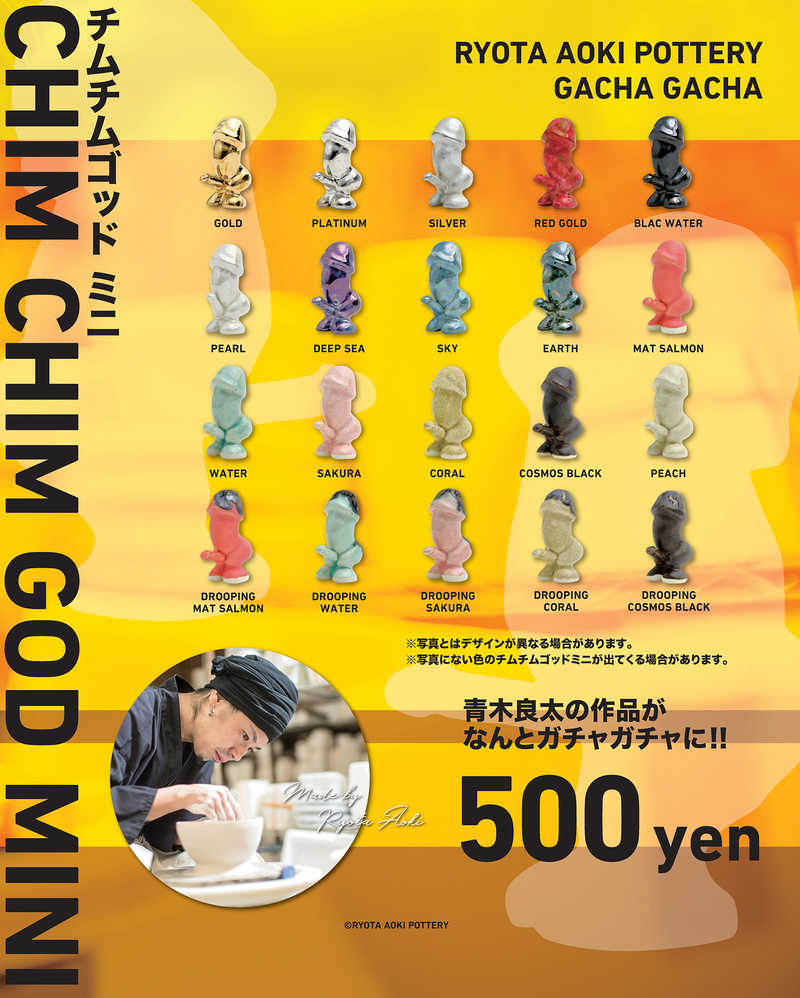 チムチムゴッド ミニ
CHIM CHIM GOD MINI
RYOTA AOKI POTTERY
GACHA GACHA
GOLD
PLATINUM
SILVER
RED GOLD
BLAC WATER
PEARL
DEEP SEA
SKY
EARTH
MAT SALMON
WATER
SAKURA
CORAL
COSMOS BLACK
PEACH
DROOPING
MAT SALMON
DROOPING
WATER
DROOPING
SAKURA
DROOPING
CORAL
DROOPING
COSMOS BLACK
※写真とはデザインが異なる場合があります。
※写真にない色のチムチムゴッドミニが出てくる場合があります。
青木良太の作品が
なんとガチャガチャに!!
500 yen
Made by
Ryota Aoki
©RYOTA AOKI POTTERY